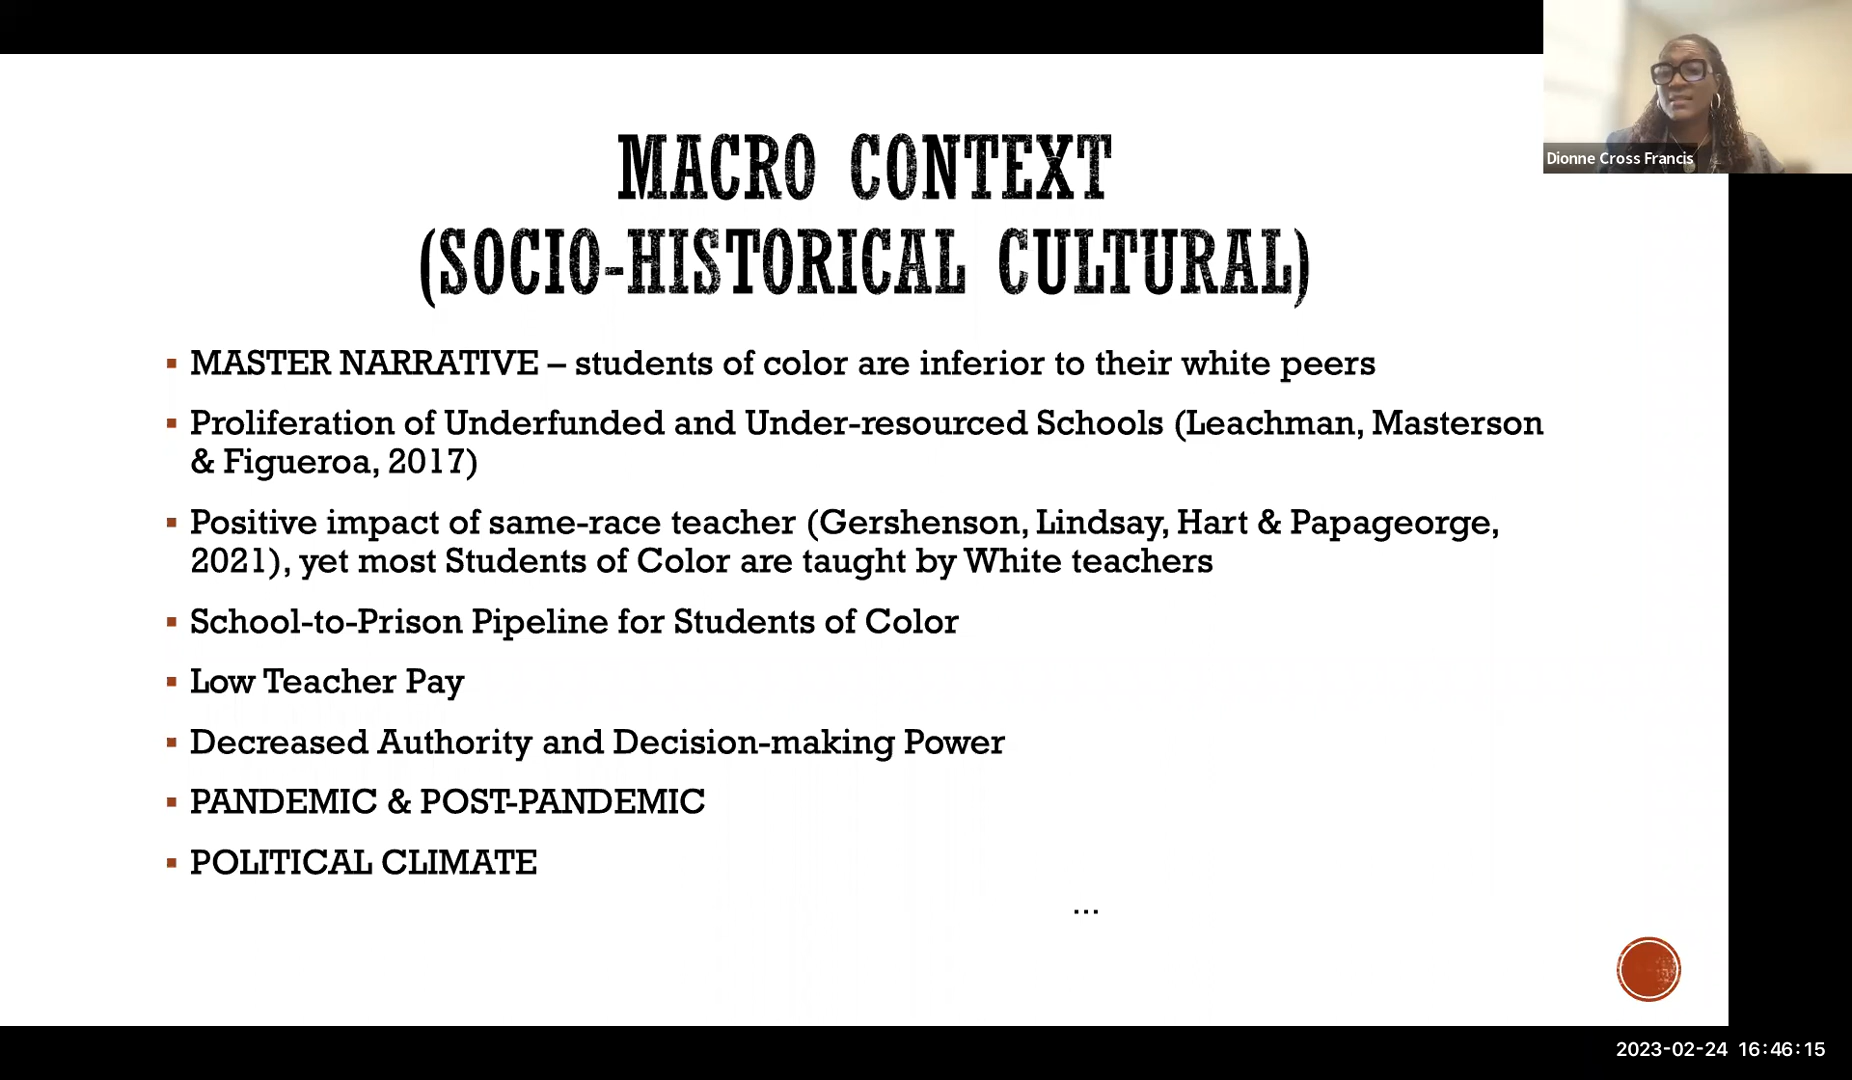 MACRO CONTEXT
(SOCIO-HISTORICAL CULTURAL)
Dionne Cross Francis
▪ MASTER NARRATIVE – students of color are inferior to their white peers
▪ Proliferation of Underfunded and Under-resourced Schools (Leachman, Masterson
& Figueroa, 2017)
▪ Positive impact of same-race teacher (Gershenson, Lindsay, Hart & Papageorge,
2021), yet most Students of Color are taught by White teachers
▪ School-to-Prison Pipeline for Students of Color
▪ Low Teacher Pay
▪ Decreased Authority and Decision-making Power
▪ PANDEMIC & POST-PANDEMIC
▪ POLITICAL CLIMATE
...
2023-02-24 16:46:15